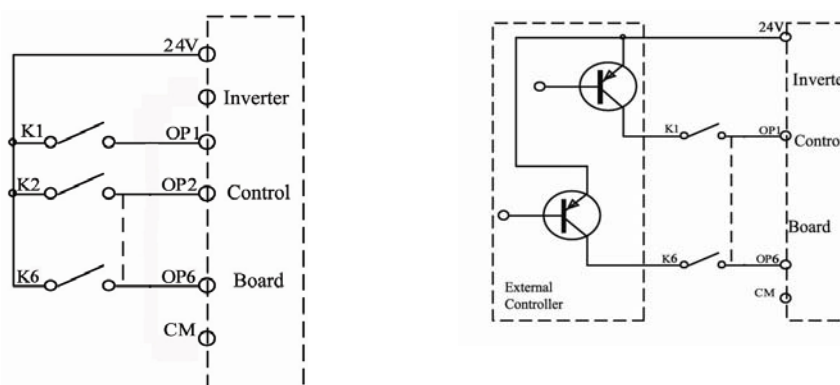 24V
Inverter
K1
OP1
K2
OP2
Control
K6
OP6
Board
CM
24V
Inverte
K1
OP1
Contro
Board
K6
OP6
External
Controller
CM